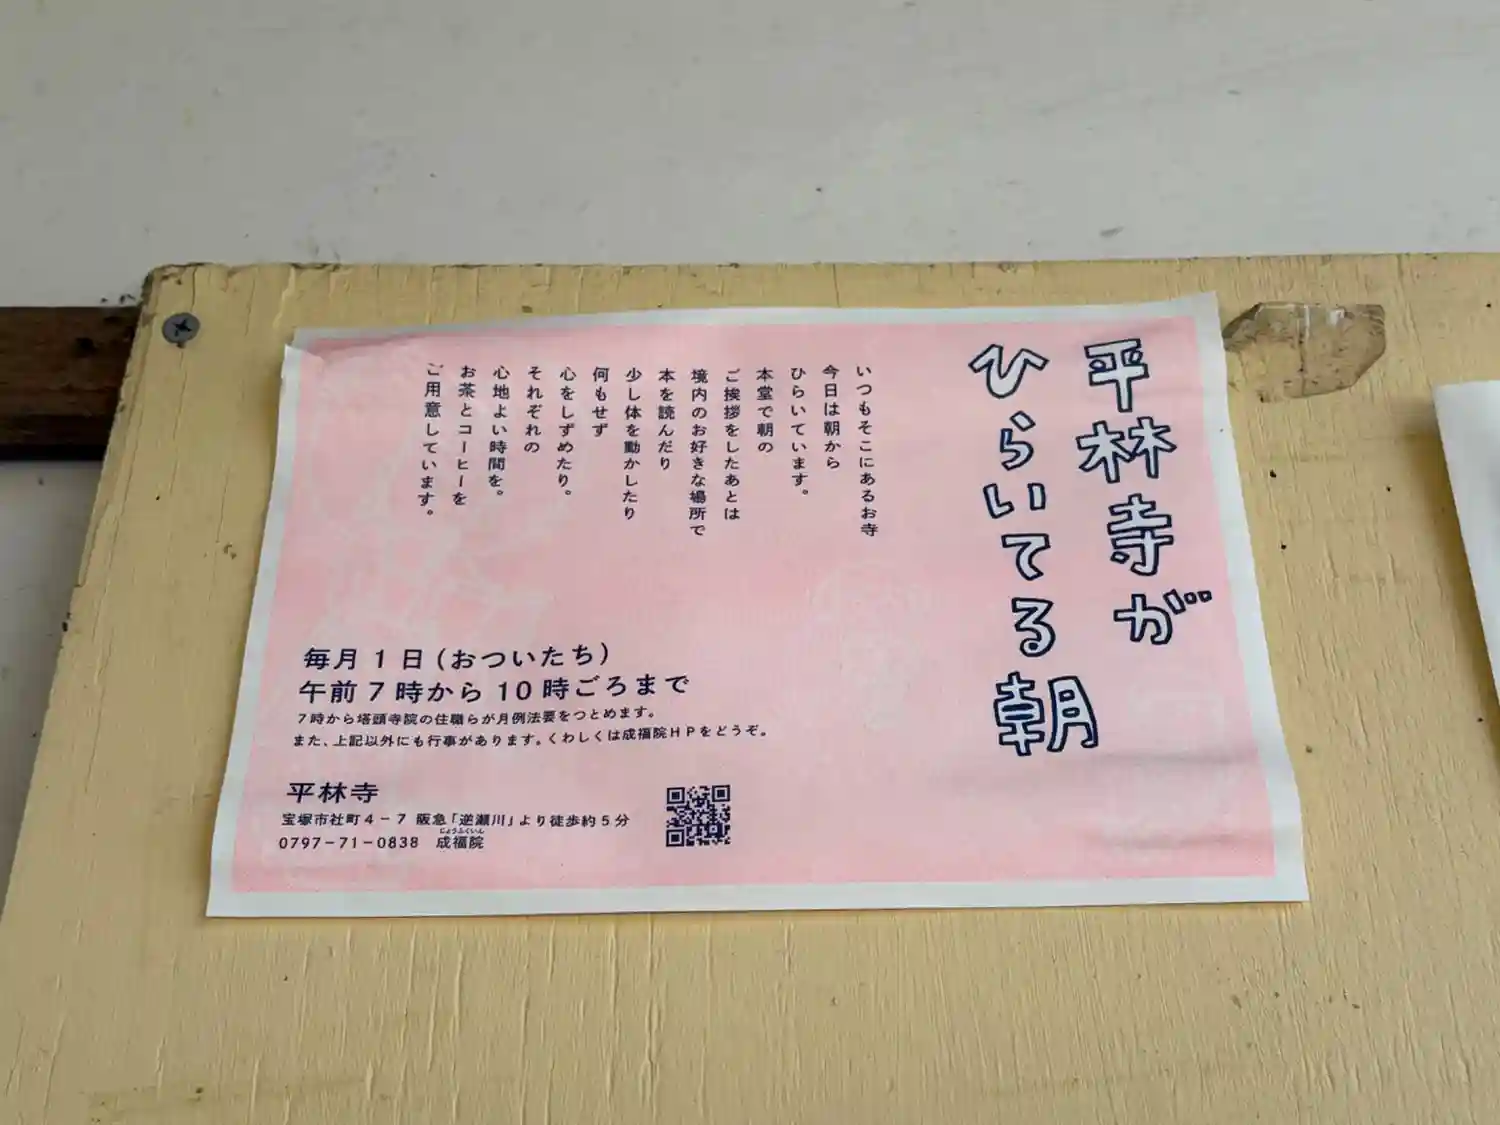 平林寺が
ひらいてる朝
いつもそこにあるお寺
今日は朝から
ひらいています。
本堂で朝の
ご挨拶をしたあとは
境内のお好きな場所で
本を読んだり
少し体を動かしたり
何もせず
心をしずめたり。
それぞれの
心地よい時間を。
お茶とコーヒーを
ご用意しています。
毎月1日(おついたち)
午前7時から10時ごろまで
7時から塔頭寺院の住職らが月例法要をつとめます。
また、上記以外にも行事があります。くわしくは成福院HPをどうぞ。
平林寺
宝塚市社町4-7 阪急「逆瀬川」より徒歩約5分
じょうふくいん
0797-71-0838 成福院